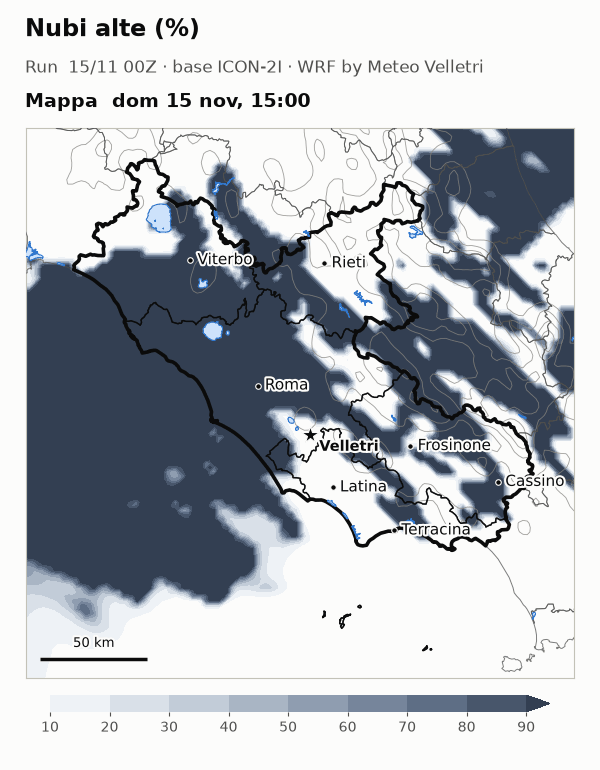 Nubi alte (%)
Run  15/11 00Z · base ICON-2I · WRF by Meteo Velletri
Mappa  dom 15 nov, 15:00
Viterbo
Rieti
Roma
Velletri
Frosinone
Latina
Cassino
Terracina
50 km
10 20 30 40 50 60 70 80 90